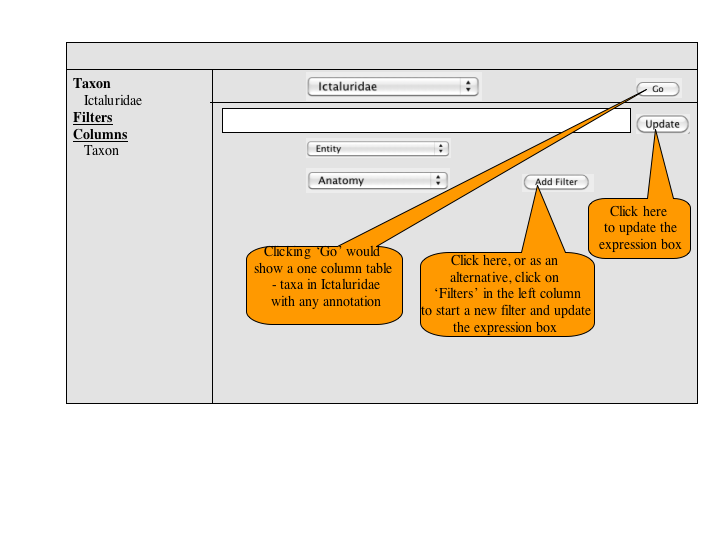 Taxon
Ictaluridae
Filters
Columns
Taxon
Ictaluridae
Go
Update
Entity
Anatomy
Add Filter
Click here
to update the
expression box
Clicking ‘Go’ would
show a one column table
- taxa in Ictaluridae
with any annotation
Click here, or as an
alternative, click on
‘Filters’ in the left column
to start a new filter and update
the expression box